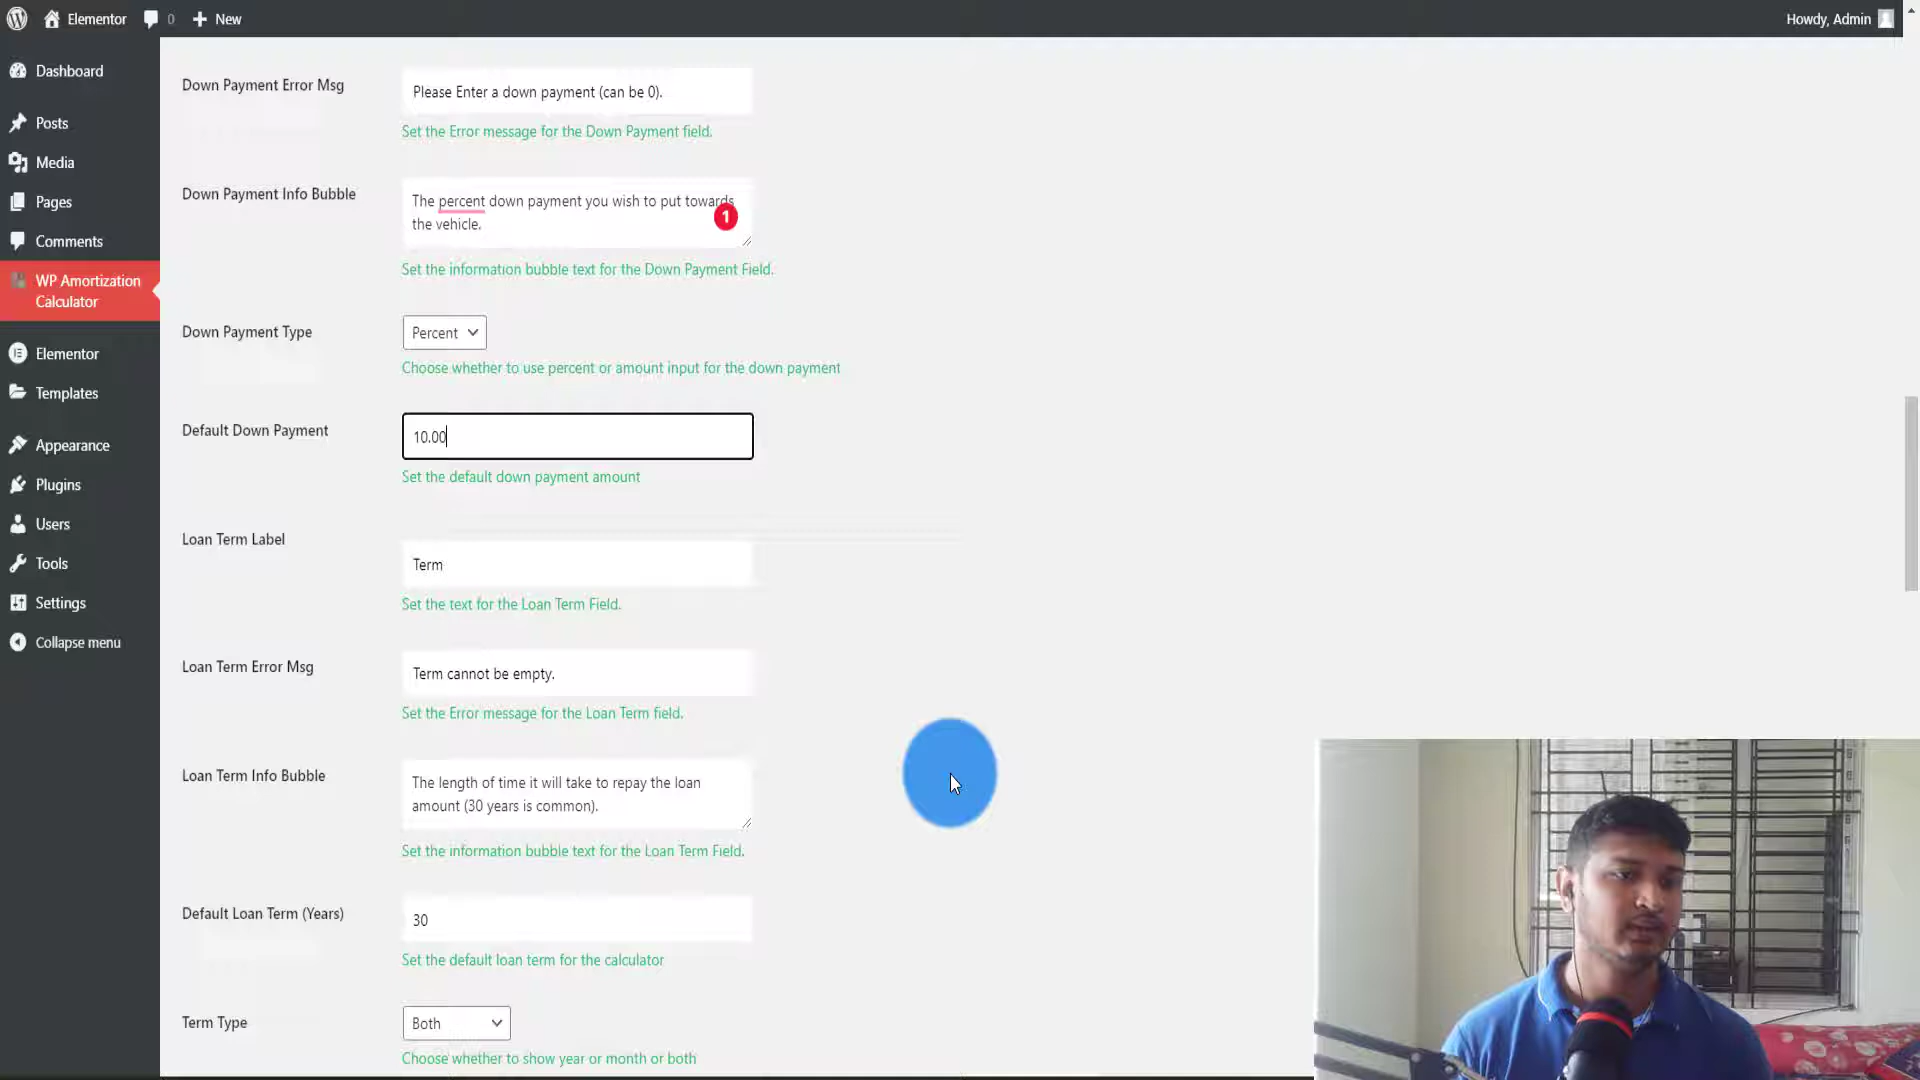 Elementor
0
New
Howdy, Admin
Dashboard
Posts
Media
Pages
Comments
WP Amortization
Calculator
Elementor
Templates
Appearance
Plugins
Users
Tools
Settings
Collapse menu
Down Payment Error Msg
Please Enter a down payment (can be 0).
Set the Error message for the Down Payment field.
Down Payment Info Bubble
The percent down payment you wish to put towards
the vehicle.
1
Set the information bubble text for the Down Payment Field.
Down Payment Type
Percent
Choose whether to use percent or amount input for the down payment
Default Down Payment
10.00
Set the default down payment amount
Loan Term Label
Term
Set the text for the Loan Term Field.
Loan Term Error Msg
Term cannot be empty.
Set the Error message for the Loan Term field.
Loan Term Info Bubble
The length of time it will take to repay the loan
amount (30 years is common).
Set the information bubble text for the Loan Term Field.
Default Loan Term (Years)
30
Set the default loan term for the calculator
Term Type
Both
Choose whether to show year or month or both